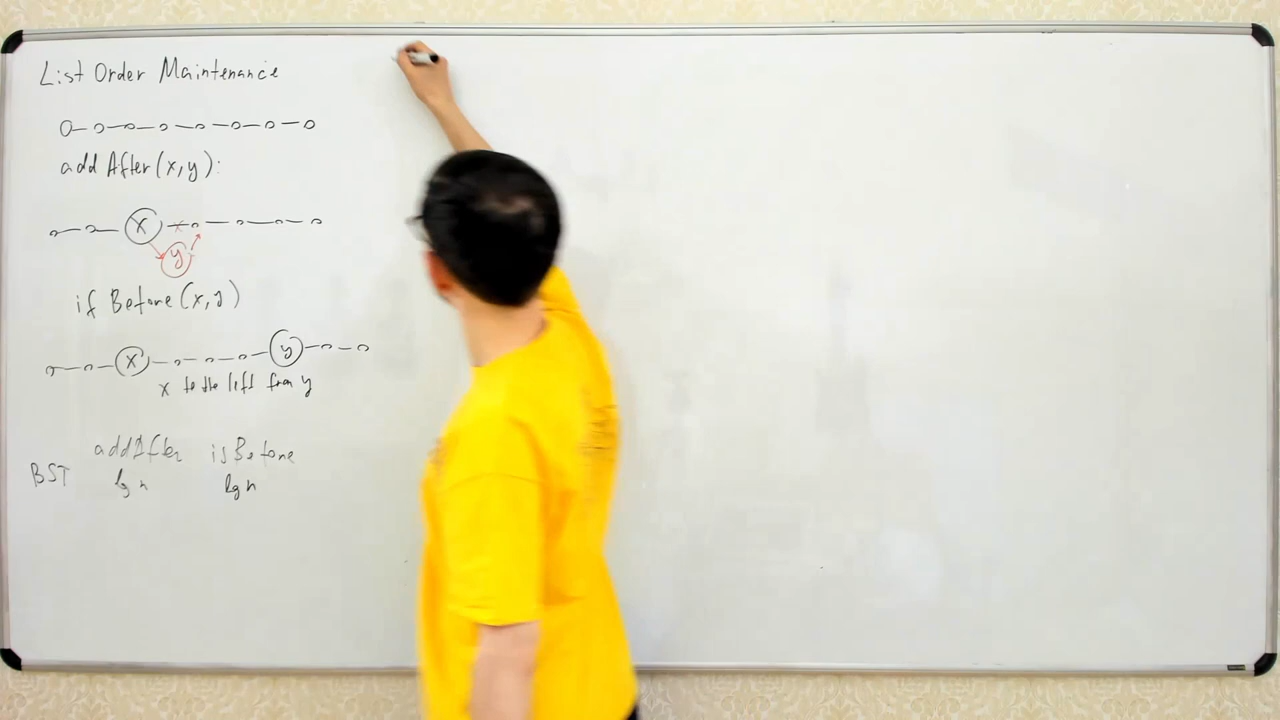 List Order Maintenance
add After (x, y):
x
y
if Before (x, y)
x y
x to the left from y
addAfter isBefore
BST lg n lg n